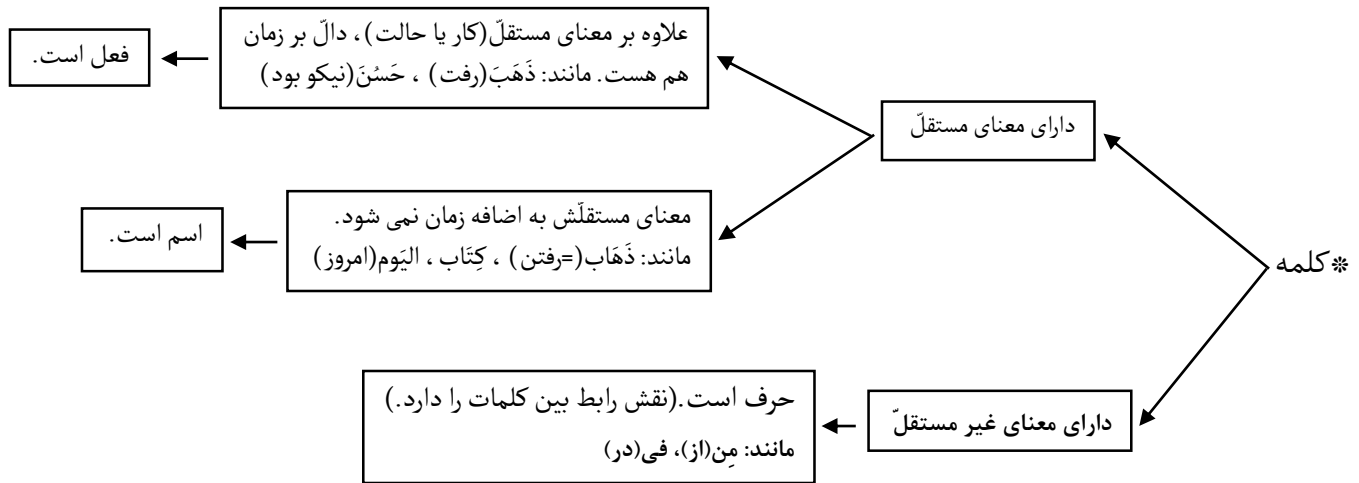 *کلمه
دارای معنای مستقلّ
علاوه بر معنای مستقلّ(کار یا حالت)، دالّ بر زمان
هم هست. مانند: ذَهَبَ(رفت) ، حَسُنَ(نیکو بود)
فعل است.
معنای مستقلّش به اضافه زمان نمی شود.
مانند: ذَهَاب(=رفتن) ، کِتَاب ، الیَوم(امروز)
اسم است.
دارای معنای غیر مستقلّ
حرف است.(نقش رابط بین کلمات را دارد.)
مانند: مِن(از)، فی(در)